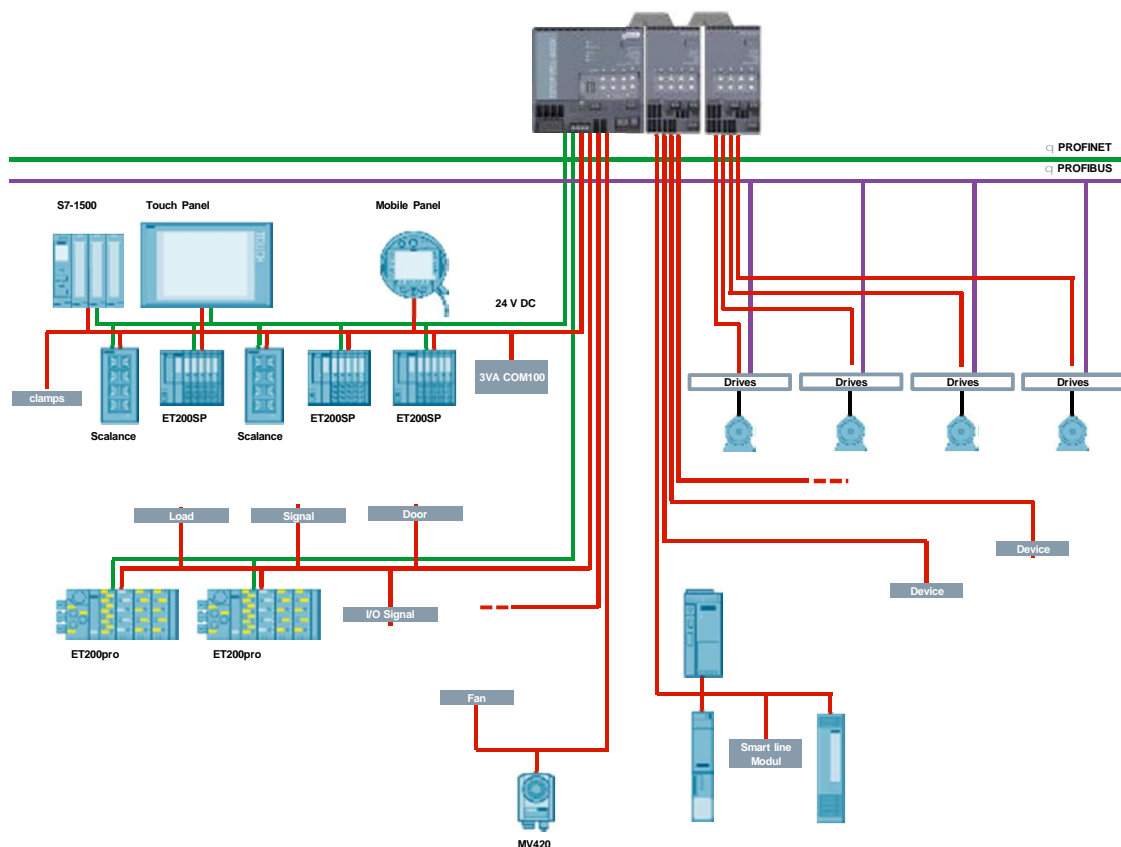 q PROFINET
q PROFIBUS
S7-1500
Touch Panel
Mobile Panel
24 V DC
3VA COM100
clamps
Scalance
ET200SP
Scalance
ET200SP
ET200SP
Drives
Drives
Drives
Drives
Load
Signal
Door
Device
Device
I/O Signal
ET200pro
ET200pro
Fan
Smart line
Modul
MV420